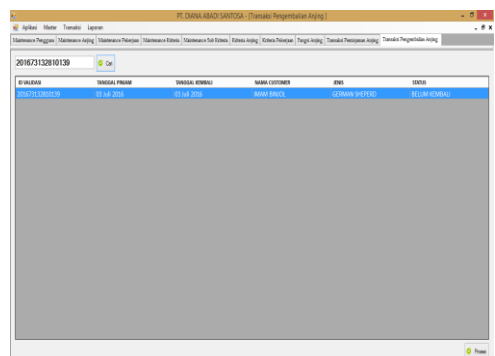 PT. DIANA ABADI SANTOSA - [Transaksi Pengembalian Anjing ]
Aplikasi Master Transaksi Laporan
Maintenance Pengguna Maintenance Anjing Maintenance Pekerjaan Maintenance Kriteria Maintenance Sub Kriteria Kriteria Anjing Kriteria Pekerjaan Fungsi Anjing Transaksi Peminjaman Anjing Transaksi Pengembalian Anjing
201673132810139 Cari
ID VALIDASI TANGGAL PINJAM TANGGAL KEMBALI NAMA CUSTOMER JENIS STATUS
201673132810139 03 Juli 2016 03 Juli 2016 IMAM BINJOL GERMAN SHEPERD BELUM KEMBALI
Proses